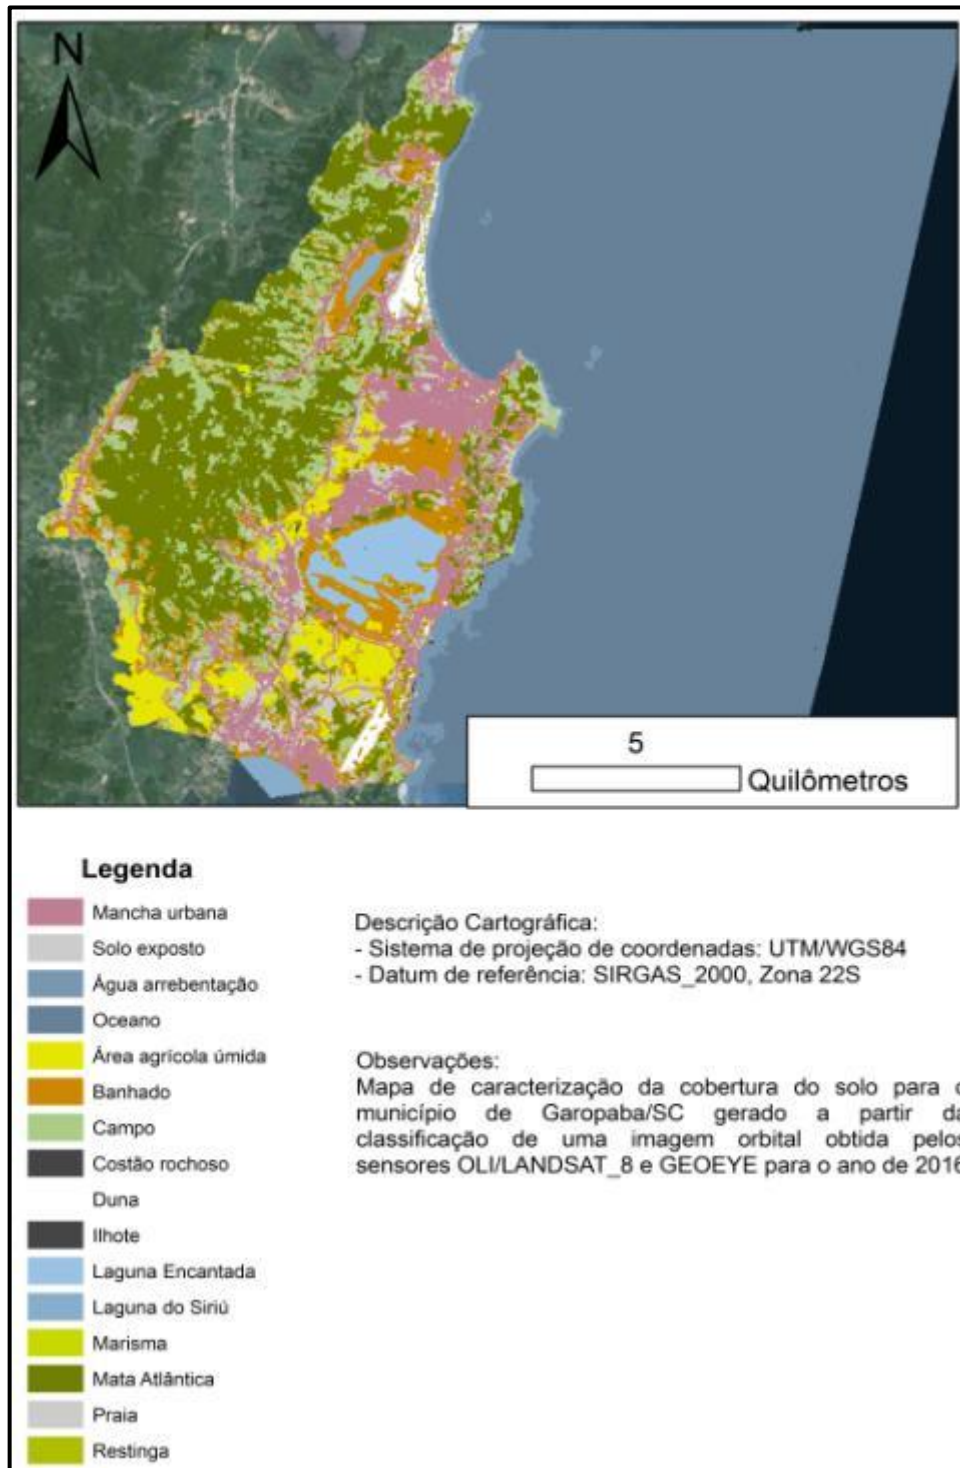 N
5
Quilômetros
Legenda
Mancha urbana
Solo exposto
Água arrebentação
Oceano
Área agrícola úmida
Banhado
Campo
Costão rochoso
Duna
Ilhote
Laguna Encantada
Laguna do Siriú
Marisma
Mata Atlântica
Praia
Restinga
Descrição Cartográfica:
- Sistema de projeção de coordenadas: UTM/WGS84
- Datum de referência: SIRGAS_2000, Zona 22S
Observações:
Mapa de caracterização da cobertura do solo para o
município de Garopaba/SC gerado a partir da
classificação de uma imagem orbital obtida pelos
sensores OLI/LANDSAT_8 e GEOEYE para o ano de 2016